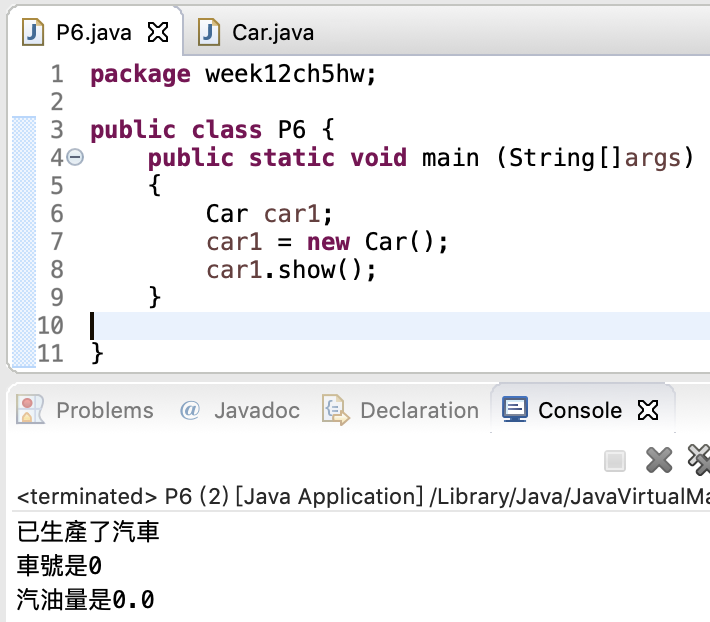 P6.java Car.java
1 package week12ch5hw;
2
3 public class P6 {
4 public static void main (String[]args)
5 {
6 Car car1;
7 car1 = new Car();
8 car1.show();
9 }
10
11 }
Problems @ Javadoc Declaration Console
<terminated> P6 (2) [Java Application] /Library/Java/JavaVirtualMa
已生產了汽車
車號是0
汽油量是0.0